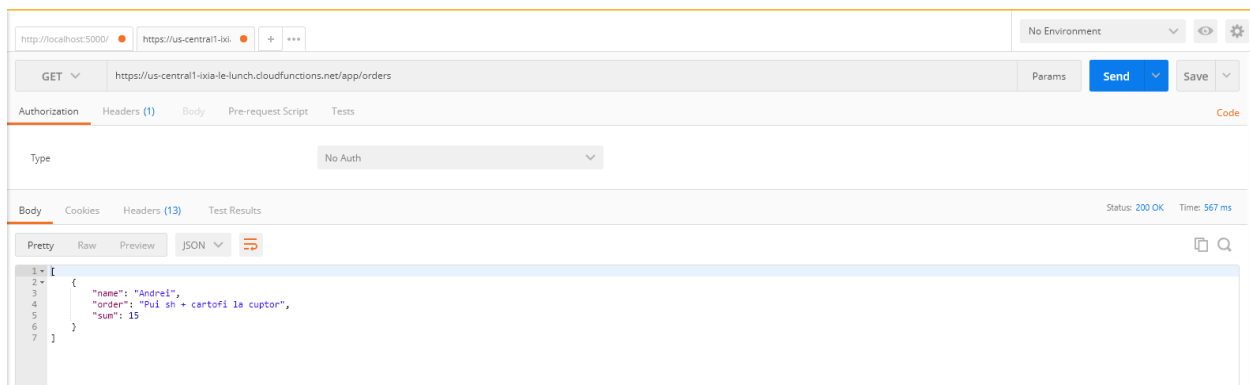 http://localhost:5000/ https://us-central1-ixi- + ••• No Environment
GET https://us-central1-ixia-le-lunch.cloudfunctions.net/app/orders Params Send Save
Authorization Headers (1) Body Pre-request Script Tests Code
Type No Auth
Body Cookies Headers (13) Test Results Status: 200 OK Time: 567 ms
Pretty Raw Preview JSON
1 [
2 {
3 "name": "Andrei",
4 "order": "Pui sh + cartofi la cuptor",
5 "sum": 15
6 }
7 ]